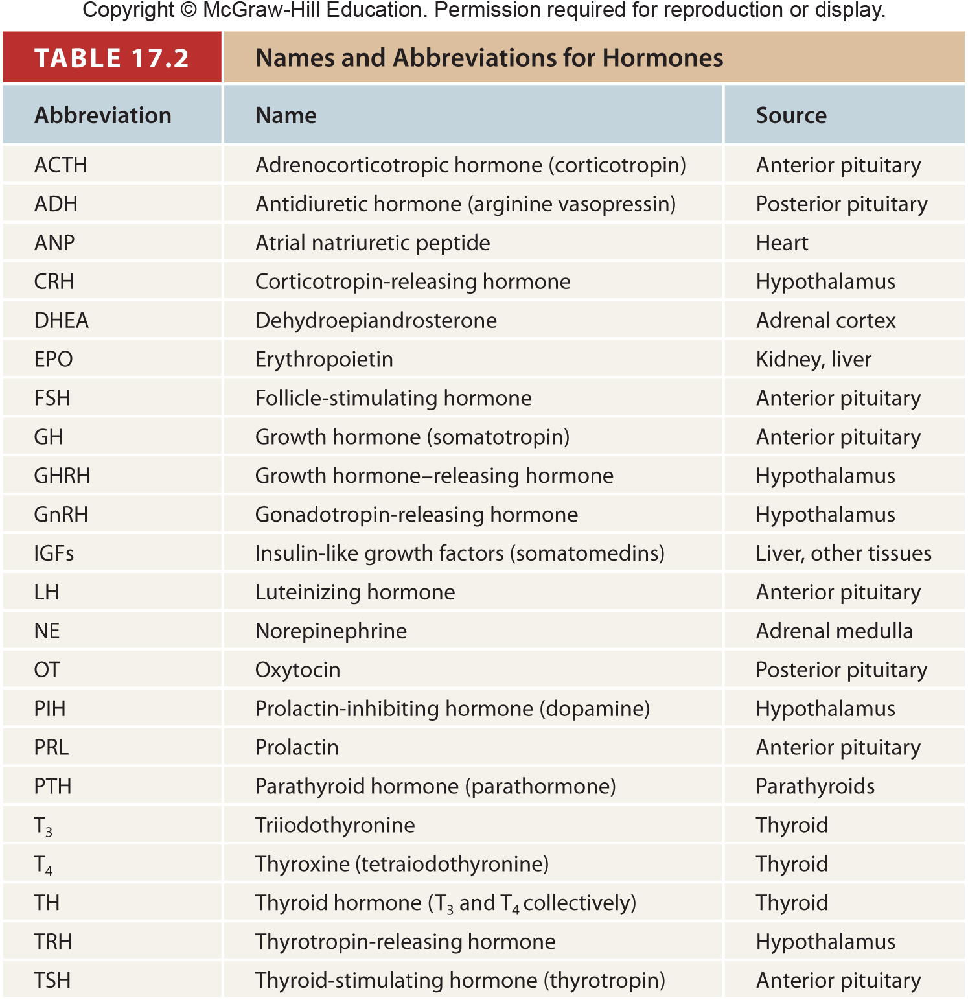 Copyright © McGraw-Hill Education. Permission required for reproduction or display.
TABLE 17.2 Names and Abbreviations for Hormones
Abbreviation Name Source
ACTH Adrenocorticotropic hormone (corticotropin) Anterior pituitary
ADH Antidiuretic hormone (arginine vasopressin) Posterior pituitary
ANP Atrial natriuretic peptide Heart
CRH Corticotropin-releasing hormone Hypothalamus
DHEA Dehydroepiandrosterone Adrenal cortex
EPO Erythropoietin Kidney, liver
FSH Follicle-stimulating hormone Anterior pituitary
GH Growth hormone (somatotropin) Anterior pituitary
GHRH Growth hormone–releasing hormone Hypothalamus
GnRH Gonadotropin-releasing hormone Hypothalamus
IGFs Insulin-like growth factors (somatomedins) Liver, other tissues
LH Luteinizing hormone Anterior pituitary
NE Norepinephrine Adrenal medulla
OT Oxytocin Posterior pituitary
PIH Prolactin-inhibiting hormone (dopamine) Hypothalamus
PRL Prolactin Anterior pituitary
PTH Parathyroid hormone (parathormone) Parathyroids
T₃ Triiodothyronine Thyroid
T₄ Thyroxine (tetraiodothyronine) Thyroid
TH Thyroid hormone (T₃ and T₄ collectively) Thyroid
TRH Thyrotropin-releasing hormone Hypothalamus
TSH Thyroid-stimulating hormone (thyrotropin) Anterior pituitary